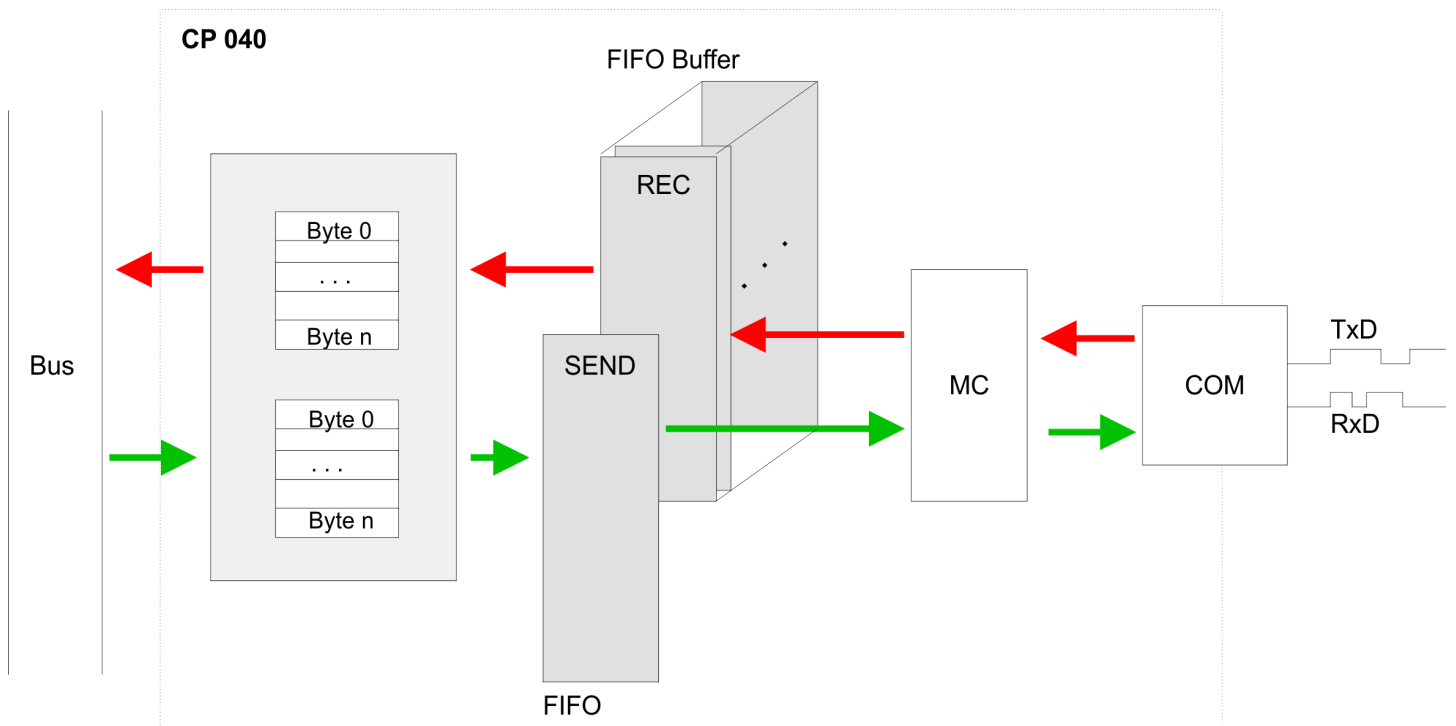 CP 040
FIFO Buffer
REC
Byte 0
. . .
Byte n
Bus
SEND
MC
COM
TxD
RxD
Byte 0
. . .
Byte n
FIFO